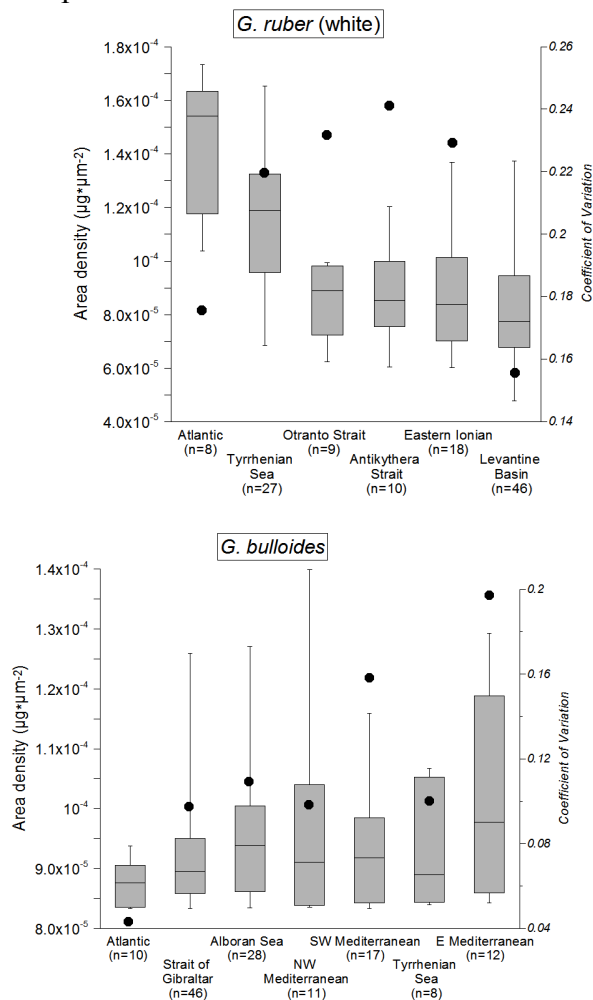 G. ruber (white)
1.8x10⁻⁴
1.6x10⁻⁴
1.4x10⁻⁴
1.2x10⁻⁴
10⁻⁴
8.0x10⁻⁵
6.0x10⁻⁵
4.0x10⁻⁵
Area density (µg*µm⁻²)
0.26
0.24
0.22
0.2
0.18
0.16
0.14
Coefficient of Variation
Atlantic
(n=8)
Tyrrhenian
Sea
(n=27)
Otranto Strait
(n=9)
Antikythera
Strait
(n=10)
Eastern Ionian
(n=18)
Levantine
Basin
(n=46)
G. bulloides
1.4x10⁻⁴
1.3x10⁻⁴
1.2x10⁻⁴
1.1x10⁻⁴
10⁻⁴
9.0x10⁻⁵
8.0x10⁻⁵
Area density (µg*µm⁻²)
0.2
0.16
0.12
0.08
0.04
Coefficient of Variation
Atlantic
(n=10)
Strait of
Gibraltar
(n=46)
Alboran Sea
(n=28)
NW
Mediterranean
(n=11)
SW Mediterranean
(n=17)
Tyrrhenian
Sea
(n=8)
E Mediterranean
(n=12)